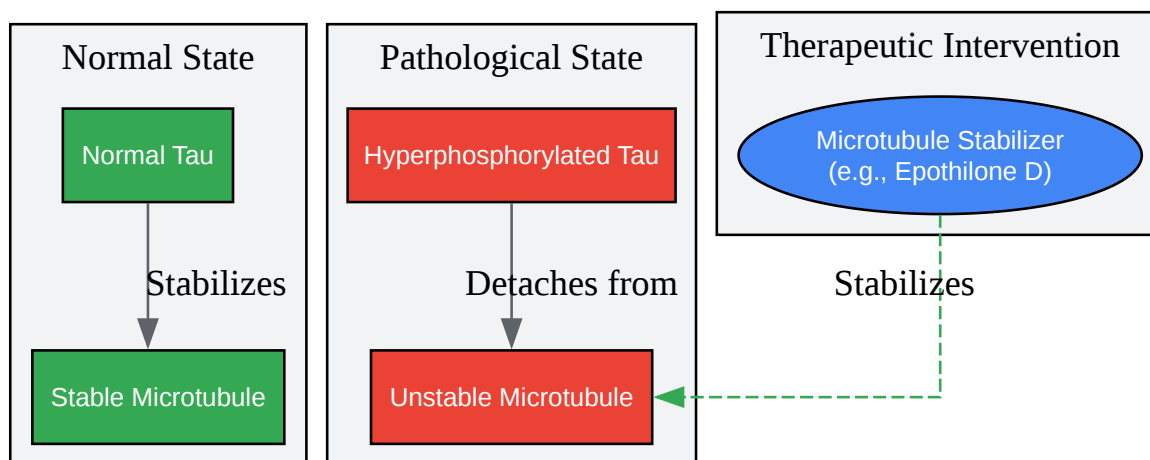 Normal State
Normal Tau
Stabilizes
Stable Microtubule
Pathological State
Hyperphosphorylated Tau
Detaches from
Unstable Microtubule
Therapeutic Intervention
Microtubule Stabilizer
(e.g., Epothilone D)
Stabilizes